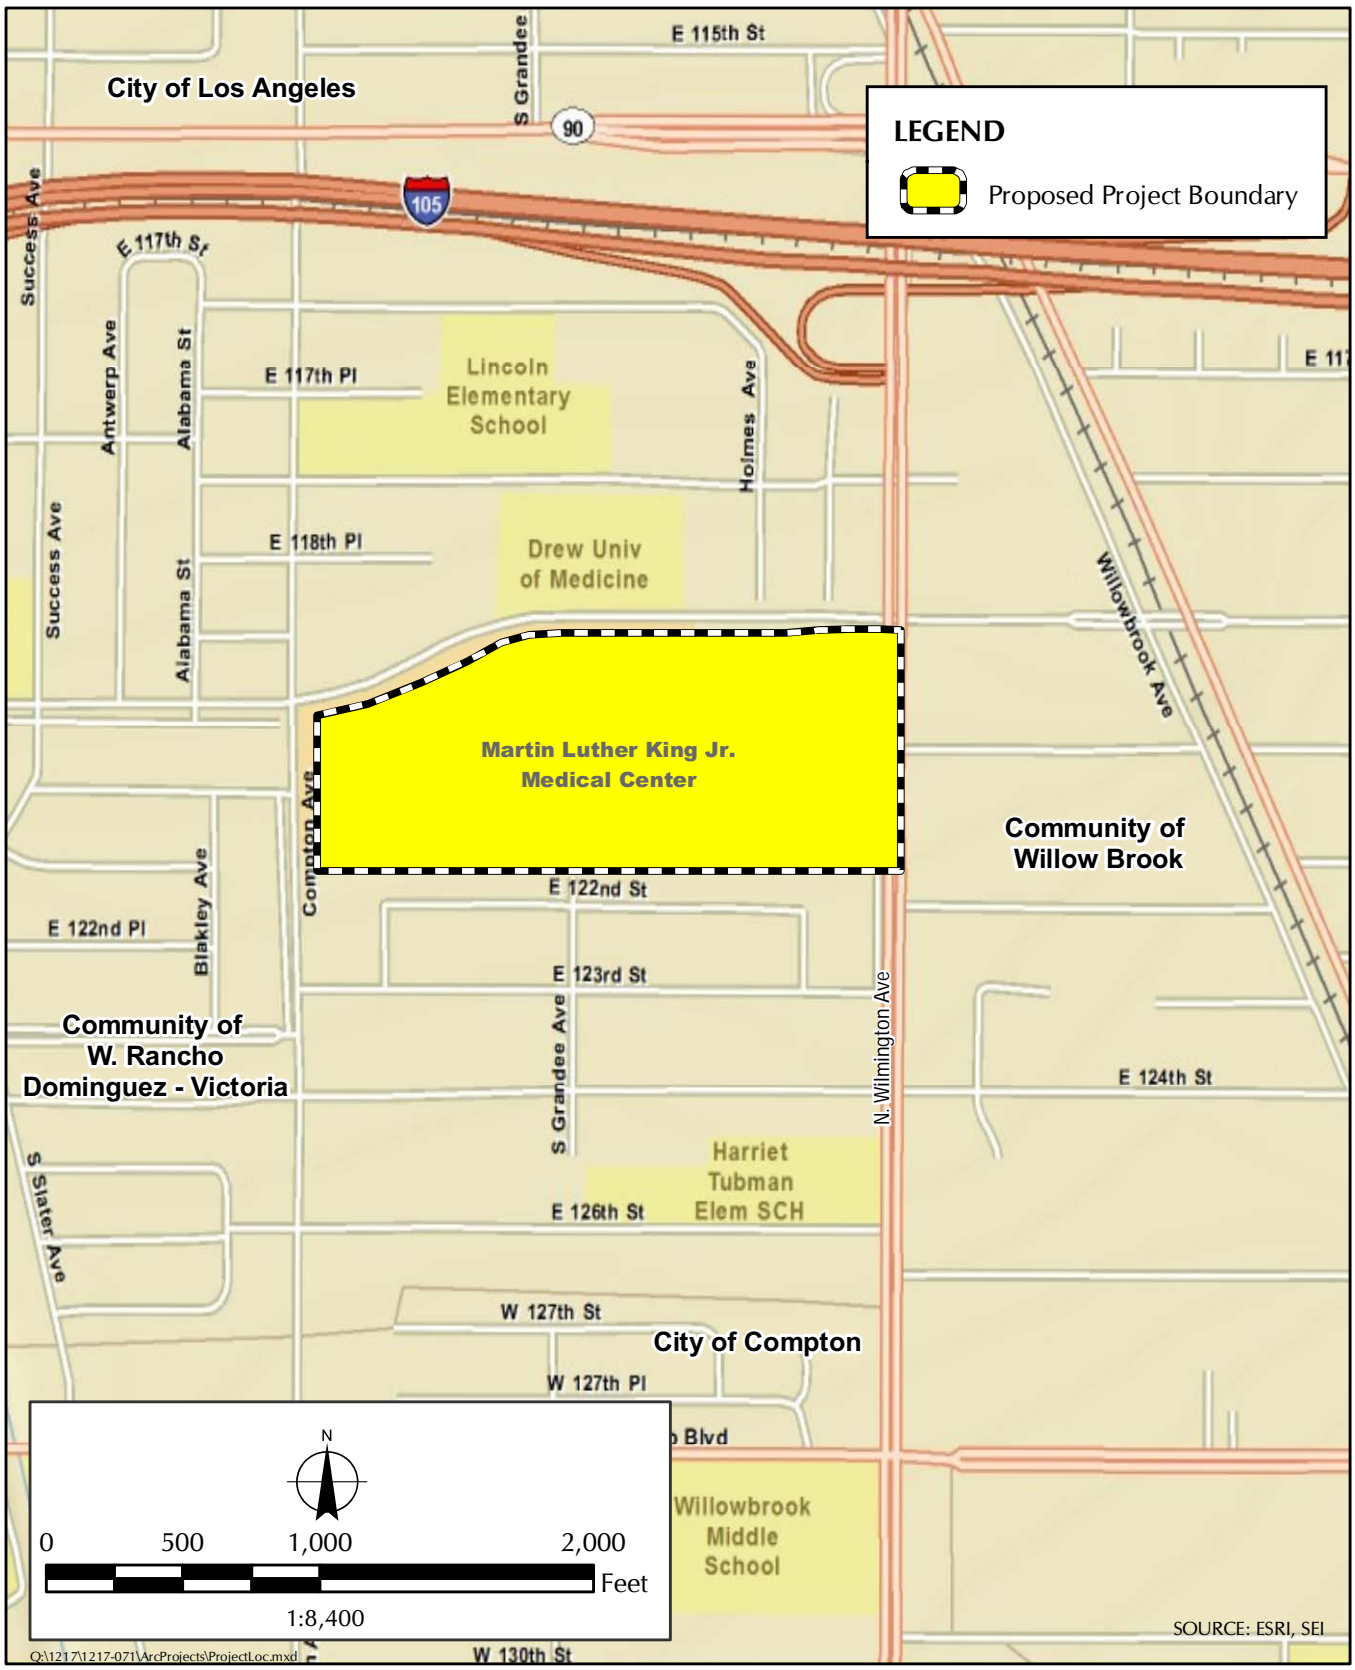 E 115th St
S Grandee
City of Los Angeles
90
LEGEND
Proposed Project Boundary
105
Success Ave
E 117th St
Antwerp Ave
Alabama St
E 117th Pl
Lincoln
Elementary
School
Holmes Ave
E 117
Success Ave
E 118th Pl
Alabama St
Drew Univ
of Medicine
Willowbrook Ave
Martin Luther King Jr.
Medical Center
Compton Ave
Community of
Willow Brook
Blakley Ave
E 122nd St
E 122nd Pl
E 123rd St
N. Wilmington Ave
S Grandee Ave
Community of
W. Rancho
Dominguez - Victoria
E 124th St
S Slater Ave
Harriet
Tubman
Elem SCH
E 126th St
W 127th St
City of Compton
W 127th Pl
Blvd
N
0 500 1,000 2,000
Feet
1:8,400
Willowbrook
Middle
School
W 130th St
SOURCE: ESRI, SEI
Q:\1217\1217-071\ArcProjects\ProjectLoc.mxd